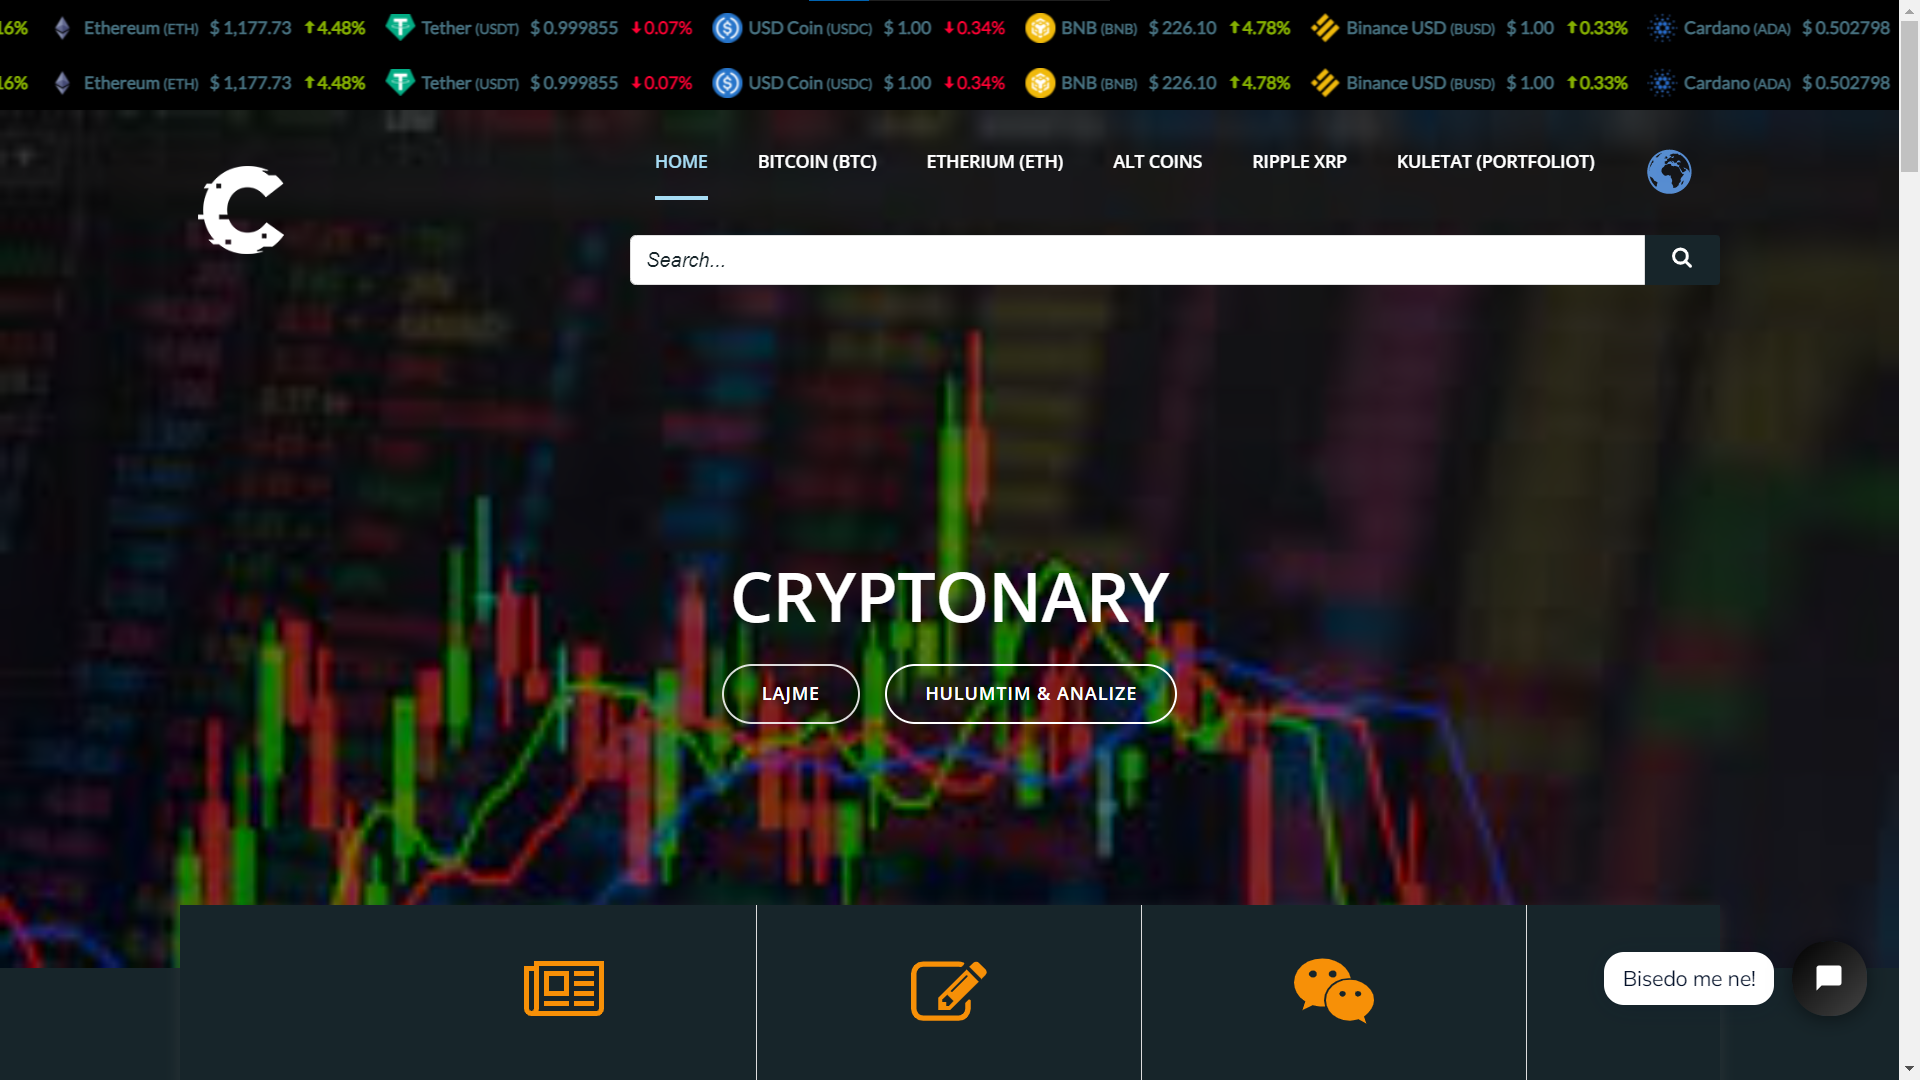 16% Ethereum (ETH) $ 1,177.73 4.48% Tether (USDT) $ 0.999855 0.07% USD Coin (USDC) $ 1.00 0.34% BNB (BNB) $ 226.10 4.78% Binance USD (BUSD) $ 1.00 0.33% Cardano (ADA) $ 0.502798
16% Ethereum (ETH) $ 1,177.73 4.48% Tether (USDT) $ 0.999855 0.07% USD Coin (USDC) $ 1.00 0.34% BNB (BNB) $ 226.10 4.78% Binance USD (BUSD) $ 1.00 0.33% Cardano (ADA) $ 0.502798
HOME BITCOIN (BTC) ETHERIUM (ETH) ALT COINS RIPPLE XRP KULETAT (PORTFOLIOT)
C
Search...
CRYPTONARY
LAJME HULUMTIM & ANALIZE
Bisedo me ne!